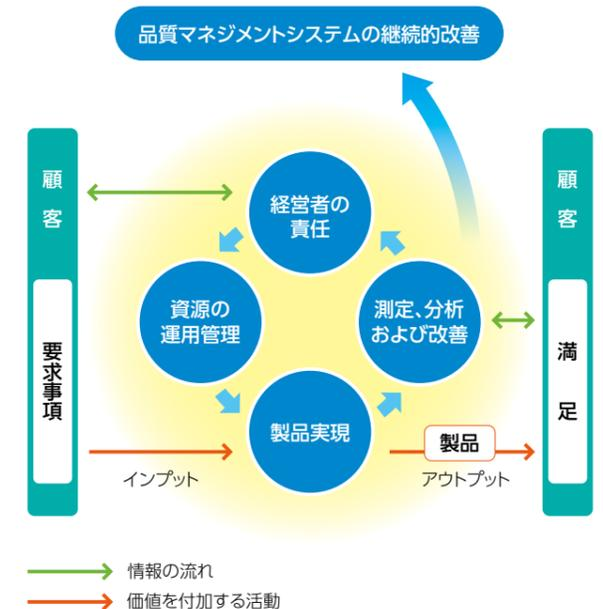 品質マネジメントシステムの継続的改善
顧客
要求事項
経営者の
責任
資源の
運用管理
測定、分析
および改善
製品実現
顧客
満足
インプット
製品
アウトプット
情報の流れ
価値を付加する活動